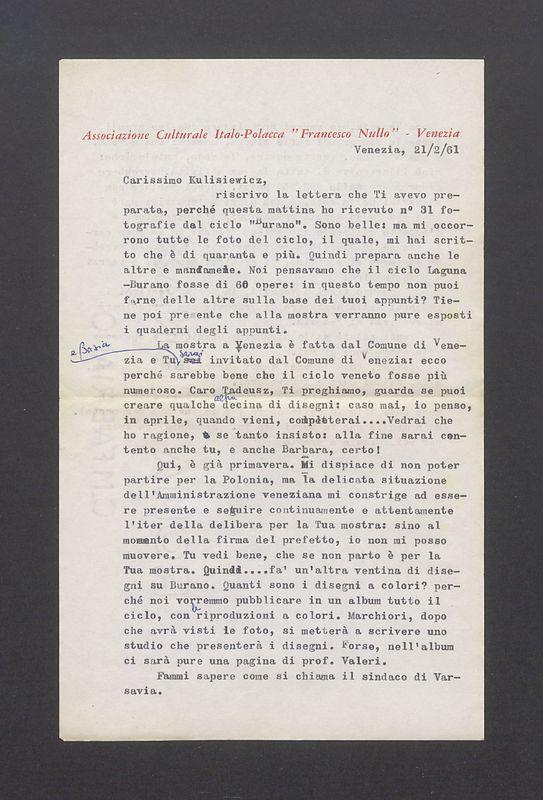 Associazione Culturale Italo-Polacca "Francesco Nullo" - Venezia
Venezia, 21/2/61
Carissimo Kulisiewicz,
riscrivo la lettera che Ti avevo pre-
parata, perché questa mattina ho ricevuto n° 31 fo-
tografie dal ciclo "Burano". Sono belle: ma mi occor-
rono tutte le foto del ciclo, il quale, mi hai scrit-
to che è di quaranta e più. Quindi prepara anche le
altre e mandamele. Noi pensavamo che il ciclo Laguna
-Burano fosse di 60 opere: in questo tempo non puoi
farne delle altre sulla base dei tuoi appunti? Tie-
ne poi presente che alla mostra verranno pure esposti
i quaderni degli appunti.
La mostra a Venezia è fatta dal Comune di Vene-
e Basia
zia e Tu sarai invitato dal Comune di Venezia: ecco
perché sarebbe bene che il ciclo veneto fosse più
numeroso. Caro Tadeusz, Ti preghiamo, guarda se puoi
creare qualche altra decina di disegni: caso mai, io penso,
in aprile, quando vieni, completerai....Vedrai che
ho ragione, e se tanto insisto: alla fine sarai con-
tento anche tu, e anche Barbara, certo!
Qui, è già primavera. Mi dispiace di non poter
partire per la Polonia, ma la delicata situazione
dell'Amministrazione veneziana mi constrige ad esse-
re presente e seguire continuamente e attentamente
l'iter della delibera per la Tua mostra: sino al
momento della firma del prefetto, io non mi posso
muovere. Tu vedi bene, che se non parto è per la
Tua mostra. Quindi....fa' un'altra ventina di dise-
gni su Burano. Quanti sono i disegni a colori? per-
ché noi vorremmo pubblicare in un album tutto il
ciclo, con le riproduzioni a colori. Marchiori, dopo
che avrà visti le foto, si metterà a scrivere uno
studio che presenterà i disegni. Forse, nell'album
ci sarà pure una pagina di prof. Valeri.
Fammi sapere come si chiama il sindaco di Var-
savia.